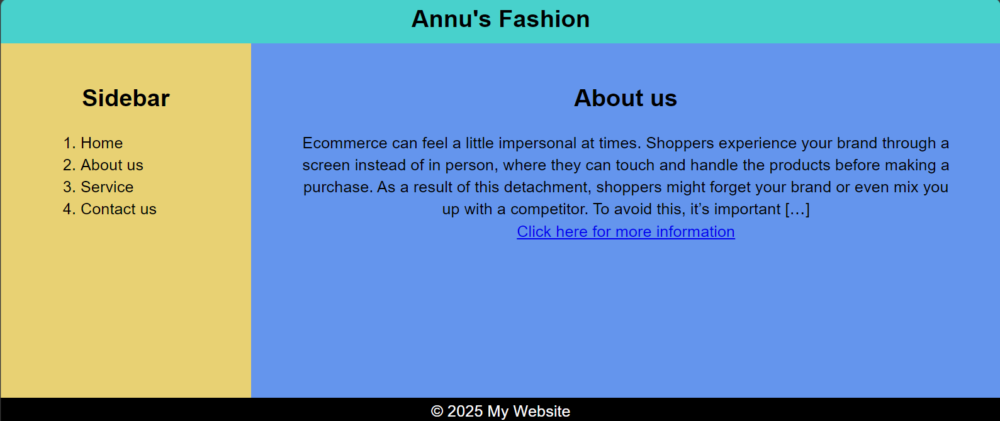 Annu's Fashion
Sidebar
1. Home
2. About us
3. Service
4. Contact us
About us
Ecommerce can feel a little impersonal at times. Shoppers experience your brand through a
screen instead of in person, where they can touch and handle the products before making a
purchase. As a result of this detachment, shoppers might forget your brand or even mix you
up with a competitor. To avoid this, it’s important […]
Click here for more information
© 2025 My Website